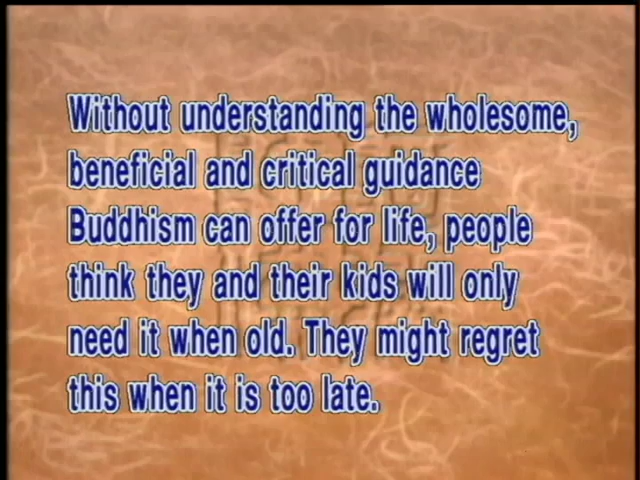 Without understanding the wholesome,
beneficial and critical guidance
Buddhism can offer for life, people
think they and their kids will only
need it when old. They might regret
this when it is too late.